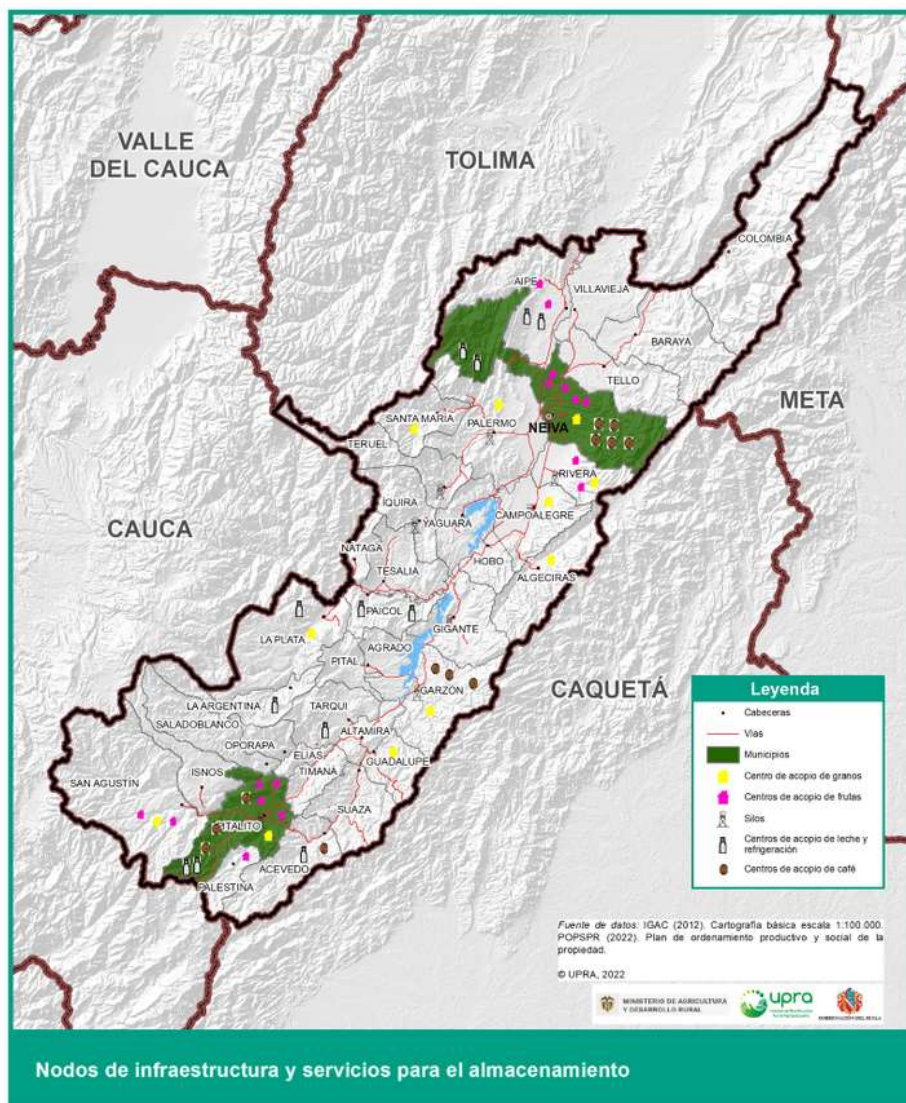 VALLE
DEL CAUCA
TOLIMA
COLOMBIA
AIPE
VILLAVIEJA
BARAYA
TELLO
META
SANTA MARIA
PALERMO
NEIVA
TERUEL
RIVERA
CAUCA
ÍQUIRA
YAGUARÁ
CAMPOALEGRE
NÁTAGA
TESALIA
HOBO
ALGECIRAS
PAICOL
LA PLATA
GIGANTE
AGRADO
PITAL
CAQUETÁ
GARZÓN
LA ARGENTINA
TARQUI
SALADOBLANCO
ALTAMIRA
OPORAPA
ELÍAS
GUADALUPE
ISNOS
TIMANÁ
SAN AGUSTÍN
SUAZA
PITALITO
ACEVEDO
PALESTINA
Leyenda
Cabeceras
Vías
Municipios
Centro de acopio de granos
Centros de acopio de frutas
Silos
Centros de acopio de leche y
refrigeración
Centros de acopio de café
Fuente de datos: IGAC (2012). Cartografía básica escala 1:100.000.
POPSPR (2022). Plan de ordenamiento productivo y social de la
propiedad.
© UPRA, 2022
MINISTERIO DE AGRICULTURA
Y DESARROLLO RURAL
upra
GOBERNACIÓN DEL HUILA
Nodos de infraestructura y servicios para el almacenamiento